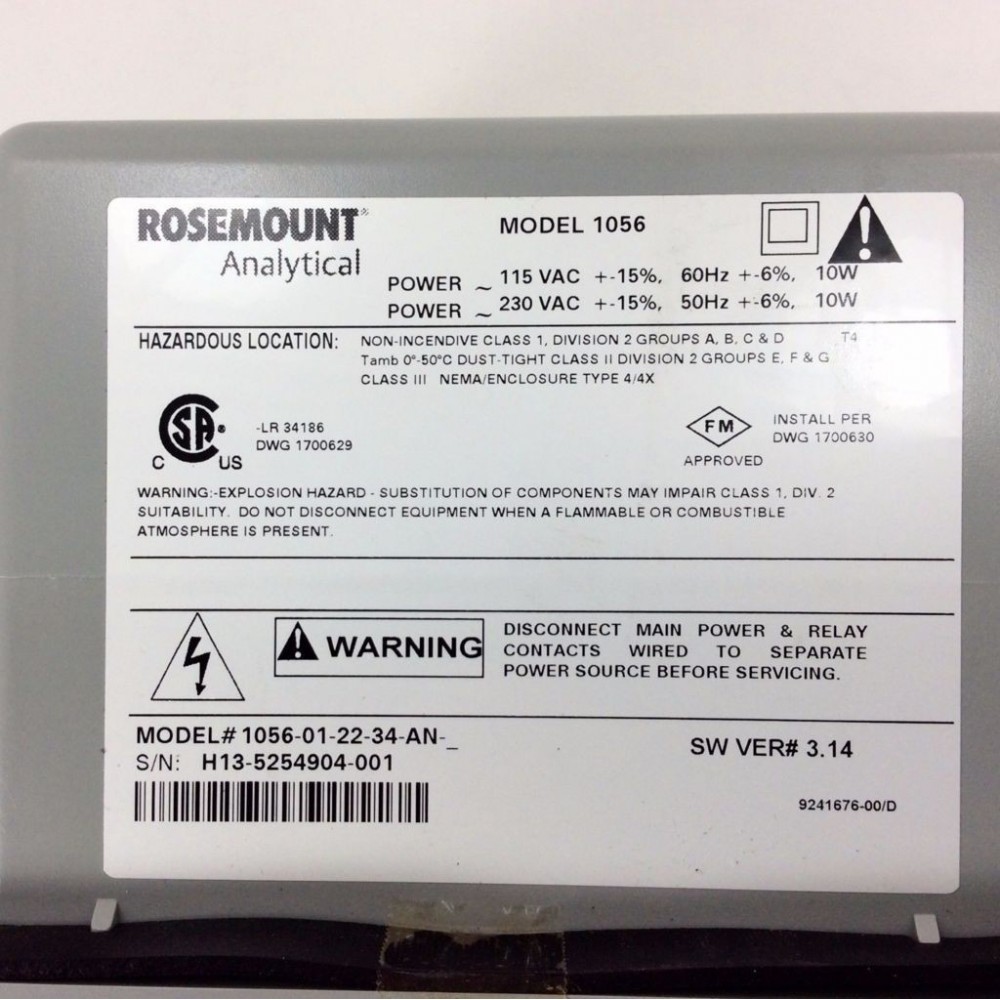 ROSEMOUNT®
Analytical
MODEL 1056
POWER ~ 115 VAC +-15%, 60Hz +-6%, 10W
POWER ~ 230 VAC +-15%, 50Hz +-6%, 10W
HAZARDOUS LOCATION: NON-INCENDIVE CLASS 1, DIVISION 2 GROUPS A, B, C & D T4
Tamb 0°-50°C DUST-TIGHT CLASS II DIVISION 2 GROUPS E, F & G
CLASS III NEMA/ENCLOSURE TYPE 4/4X
C SA® US
-LR 34186
DWG 1700629
FM
APPROVED
INSTALL PER
DWG 1700630
WARNING:-EXPLOSION HAZARD - SUBSTITUTION OF COMPONENTS MAY IMPAIR CLASS 1, DIV. 2
SUITABILITY. DO NOT DISCONNECT EQUIPMENT WHEN A FLAMMABLE OR COMBUSTIBLE
ATMOSPHERE IS PRESENT.
! WARNING
DISCONNECT MAIN POWER & RELAY
CONTACTS WIRED TO SEPARATE
POWER SOURCE BEFORE SERVICING.
MODEL# 1056-01-22-34-AN-_
S/N: H13-5254904-001
SW VER# 3.14
9241676-00/D